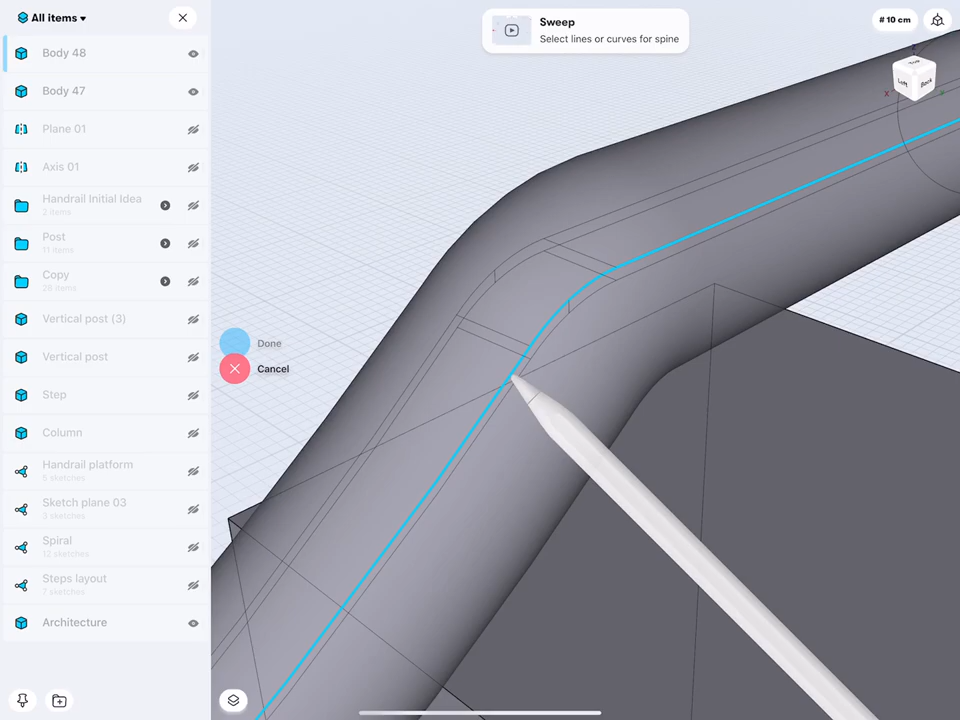 All items
Sweep
Select lines or curves for spine
# 10 cm
Body 48
Body 47
Plane 01
Axis 01
Handrail Initial Idea
2 items
Post
11 items
Copy
26 items
Vertical post (3)
Vertical post
Step
Column
Handrail platform
6 sketches
Sketch plane 03
3 sketches
Spiral
12 sketches
Steps layout
7 sketches
Architecture
Done
Cancel
Left
Back
X